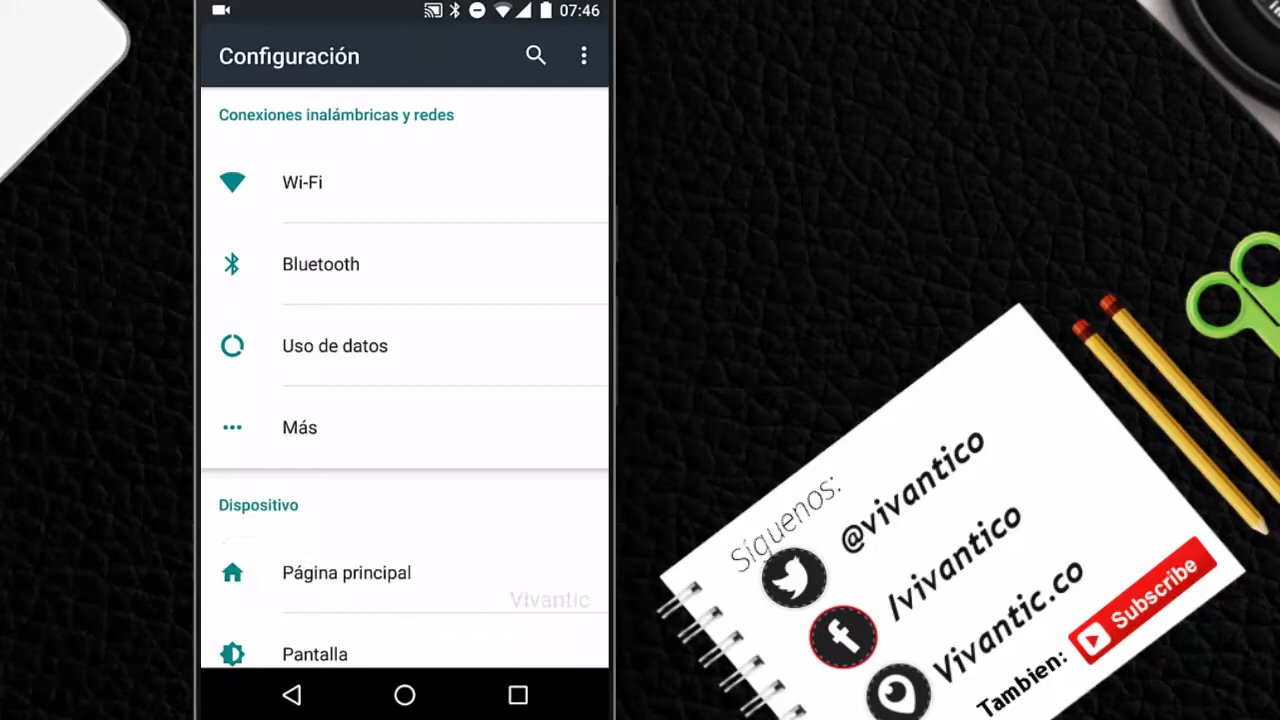 07:46
Configuración
Conexiones inalámbricas y redes
Wi-Fi
Bluetooth
Uso de datos
Más
Dispositivo
Página principal
Vivantic
Pantalla
Síguenos:
@vivantico
/vivantico
Vivantic.co
Tambien:
Subscribe